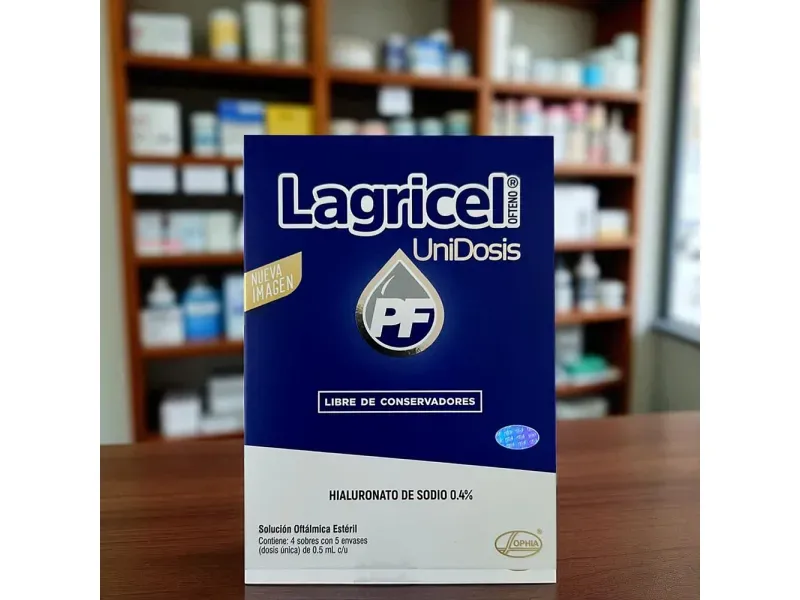 Lagricel®
OFTENO
UniDosis
NUEVA
IMAGEN
PF
LIBRE DE CONSERVADORES
HIALURONATO DE SODIO 0.4%
Solución Oftálmica Estéril
Contiene: 4 sobres con 5 envases
(dosis única) de 0.5 mL c/u
SOPHIA®